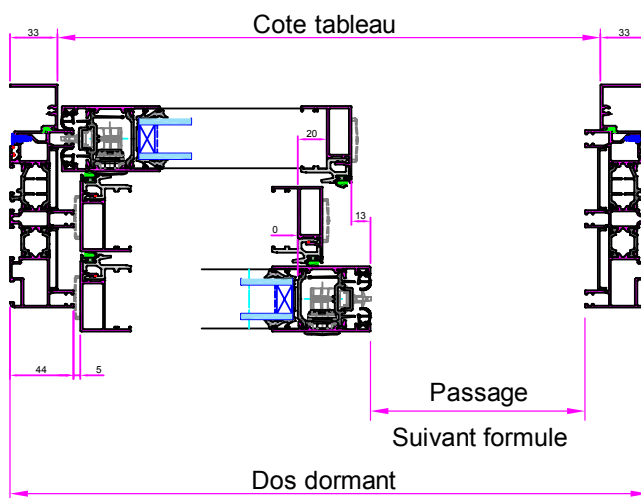 Cote tableau
33
33
20
13
0
44
5
Passage
Suivant formule
Dos dormant